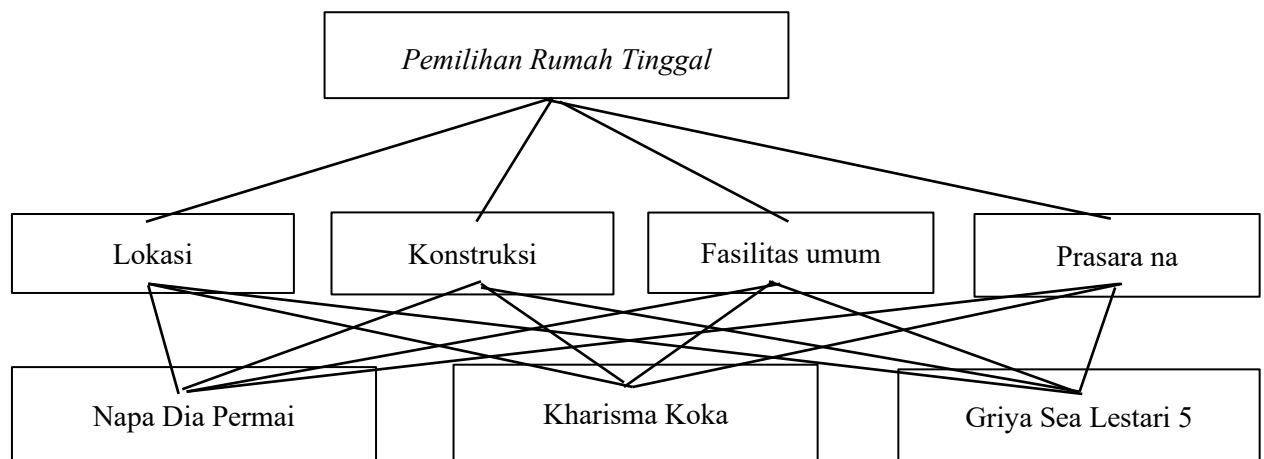 Pemilihan Rumah Tinggal
Lokasi
Konstruksi
Fasilitas umum
Prasara na
Napa Dia Permai
Kharisma Koka
Griya Sea Lestari 5